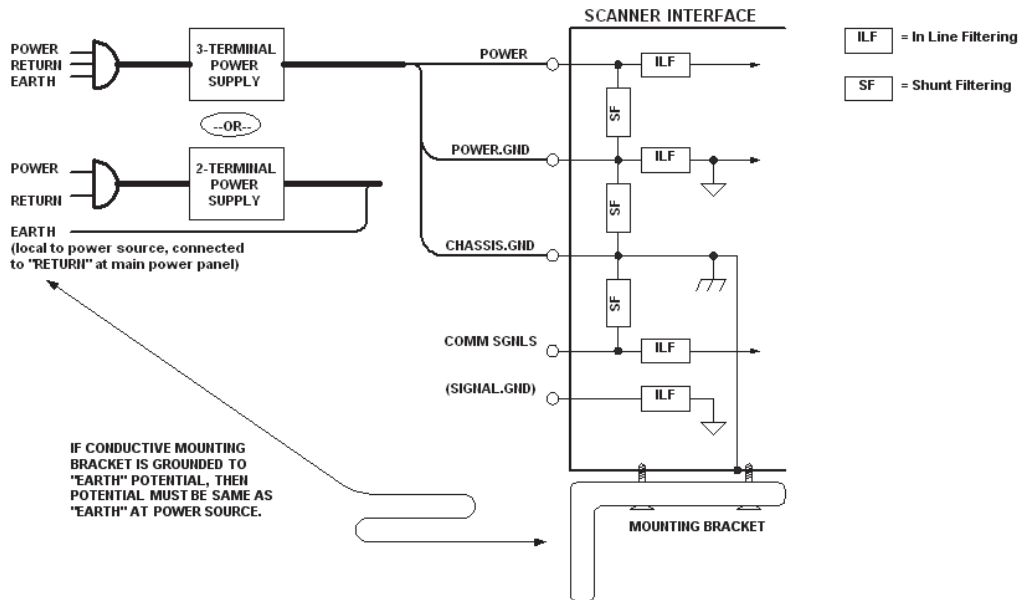 SCANNER INTERFACE
POWER
RETURN
EARTH
3-TERMINAL
POWER
SUPPLY
--OR--
POWER
RETURN
2-TERMINAL
POWER
SUPPLY
EARTH
(local to power source, connected
to "RETURN" at main power panel)
POWER
ILF
SF
POWER.GND
ILF
SF
CHASSIS.GND
SF
COMM SGNLS
ILF
(SIGNAL.GND)
ILF
ILF = In Line Filtering
SF = Shunt Filtering
IF CONDUCTIVE MOUNTING
BRACKET IS GROUNDED TO
"EARTH" POTENTIAL, THEN
POTENTIAL MUST BE SAME AS
"EARTH" AT POWER SOURCE.
MOUNTING BRACKET